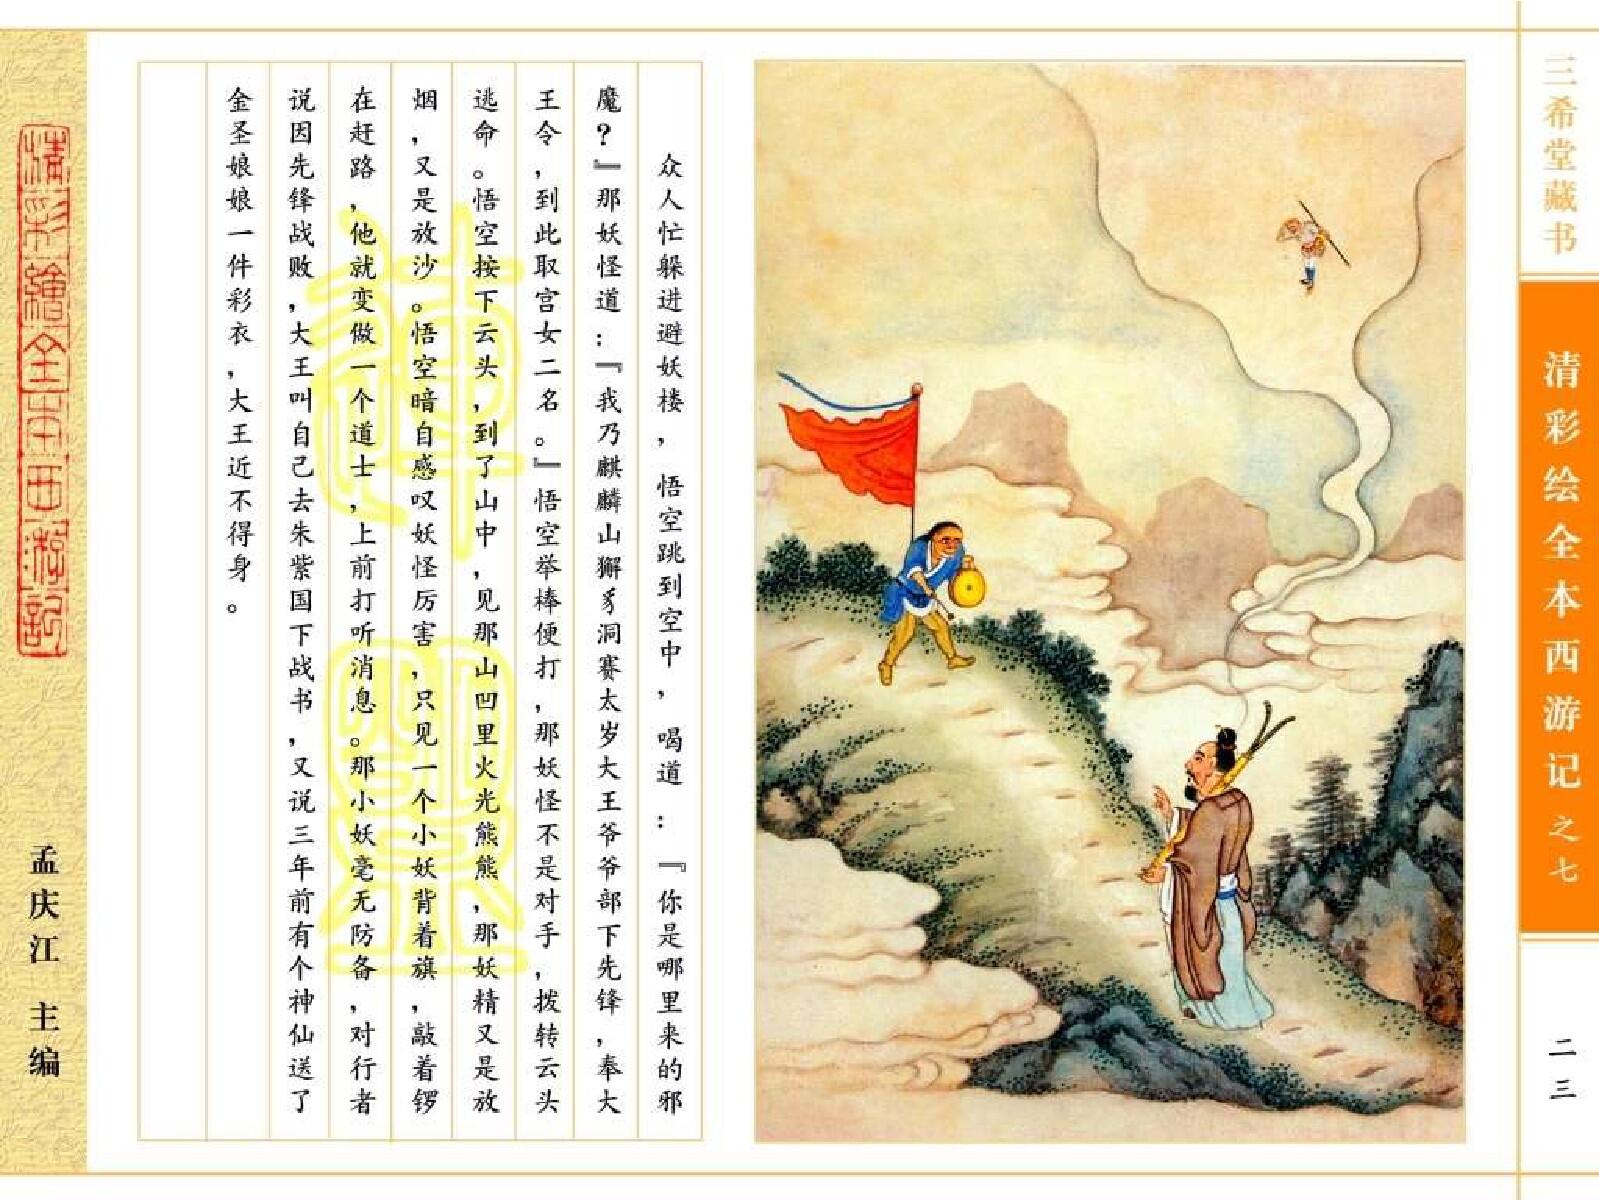 三希堂藏书
清彩绘全本西游记之七
二三
众人忙躲进避妖楼，悟空跳到空中，喝道：『你是哪里来的邪
魔？』那妖怪道：『我乃麒麟山獬豸洞赛太岁大王爷爷部下先锋，奉大
王令，到此取宫女二名。』悟空举棒便打，那妖怪不是对手，拨转云头
逃命。悟空按下云头，到了山中，见那山凹里火光熊熊，那妖精又是放
烟，又是放沙。悟空暗自感叹妖怪厉害，只见一个小妖背着旗，敲着锣
在赶路，他就变做一个道士，上前打听消息。那小妖毫无防备，对行者
说因先锋战败，大王叫自己去朱紫国下战书，又说三年前有个神仙送了
金圣娘娘一件彩衣，大王近不得身。
清彩繪全本西游記
孟庆江 主编